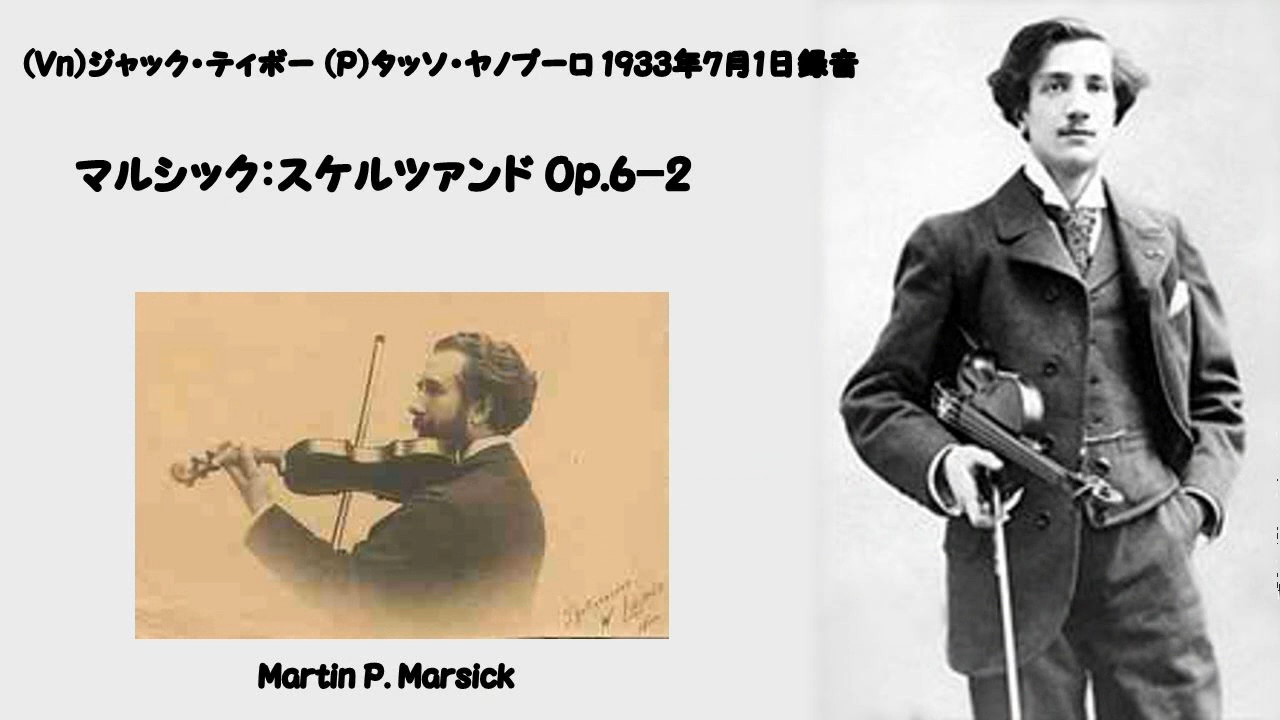 (Vn)ジャック・ティボー (P)タッソ・ヤノプーロ 1933年7月1日録音
マルシック:スケルツァンド Op.6-2
Martin P. Marsick